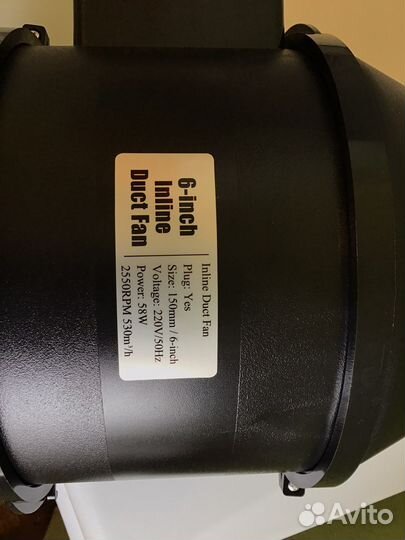 6-inch
Inline
Duct Fan
Inline Duct Fan
Plug: Yes
Size: 150mm / 6-inch
Voltage: 220V/50Hz
Power: 58W
2550RPM 530m³/h
Avito